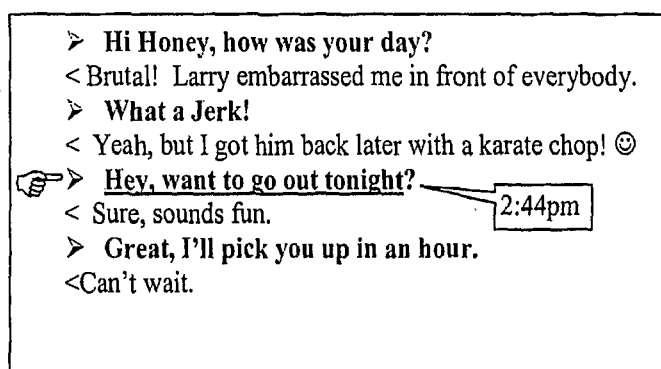 ➢ Hi Honey, how was your day?
< Brutal! Larry embarrassed me in front of everybody.
➢ What a Jerk!
< Yeah, but I got him back later with a karate chop! ☺
➢ Hey, want to go out tonight?
2:44pm
< Sure, sounds fun.
➢ Great, I'll pick you up in an hour.
<Can't wait.